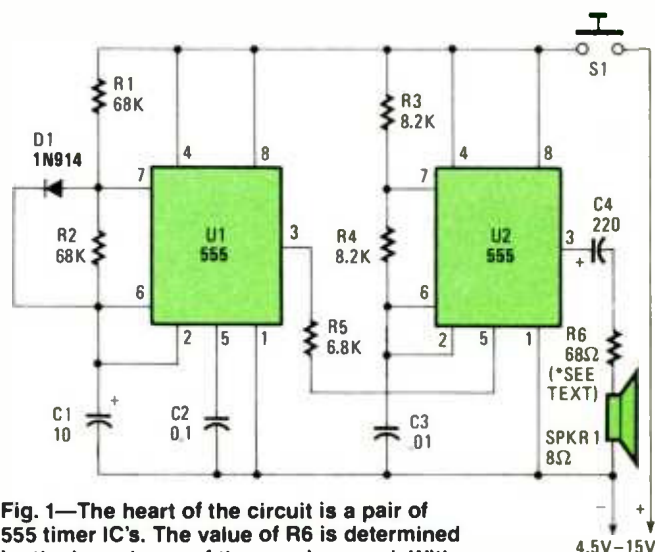 S1
R1
68K
R3
8.2K
D1
1N914
4
8
4
8
7
7
C4
220
R2
68K
U1
555
3
R4
8.2K
U2
555
3
+
6
6
R5
6.8K
R6
68Ω
(*SEE
TEXT)
2
5
1
2
5
1
C1
10
+
C2
0.1
C3
.01
SPKR1
8Ω
Fig. 1—The heart of the circuit is a pair of
555 timer IC's. The value of R6 is determined
−
+
4.5V–15V